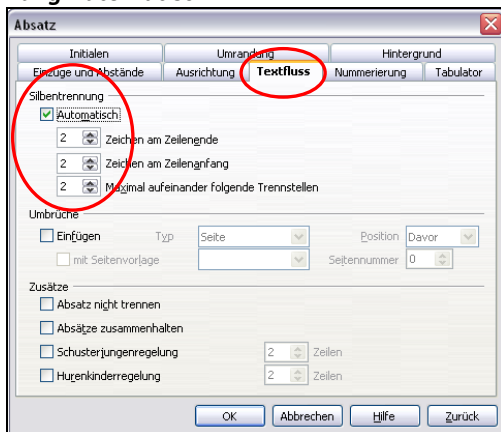 Absatz
Initialen Umrandung Hintergrund
Einzüge und Abstände Ausrichtung Textfluss Nummerierung Tabulator
Silbentrennung
Automatisch
2 Zeichen am Zeilenende
2 Zeichen am Zeilenanfang
2 Maximal aufeinander folgende Trennstellen
Umbrüche
Einfügen Typ Seite Position Davor
mit Seitenvorlage Seitennummer 0
Zusätze
Absatz nicht trennen
Absätze zusammenhalten
Schusterjungenregelung 2 Zeilen
Hurenkinderregelung 2 Zeilen
OK Abbrechen Hilfe Zurück